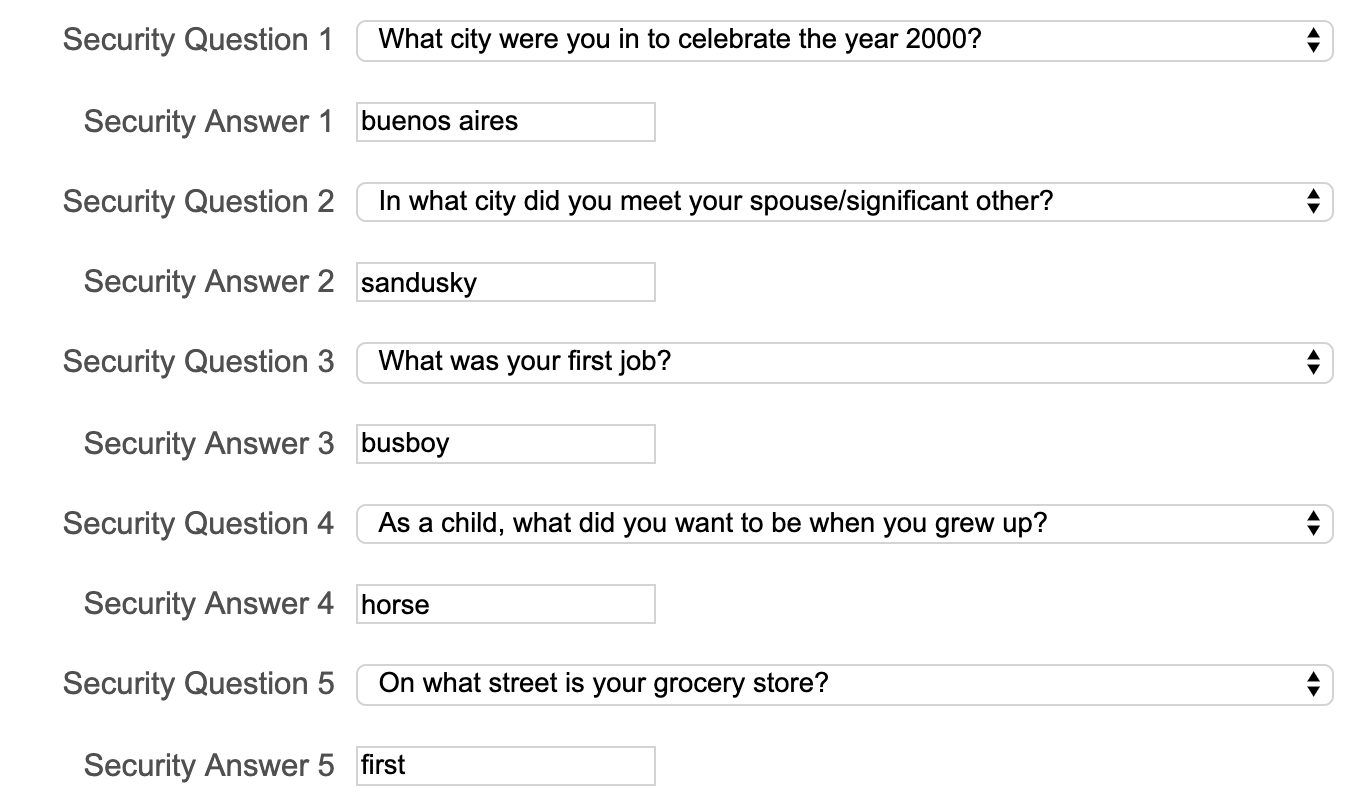 Security Question 1 What city were you in to celebrate the year 2000?
Security Answer 1 buenos aires
Security Question 2 In what city did you meet your spouse/significant other?
Security Answer 2 sandusky
Security Question 3 What was your first job?
Security Answer 3 busboy
Security Question 4 As a child, what did you want to be when you grew up?
Security Answer 4 horse
Security Question 5 On what street is your grocery store?
Security Answer 5 first